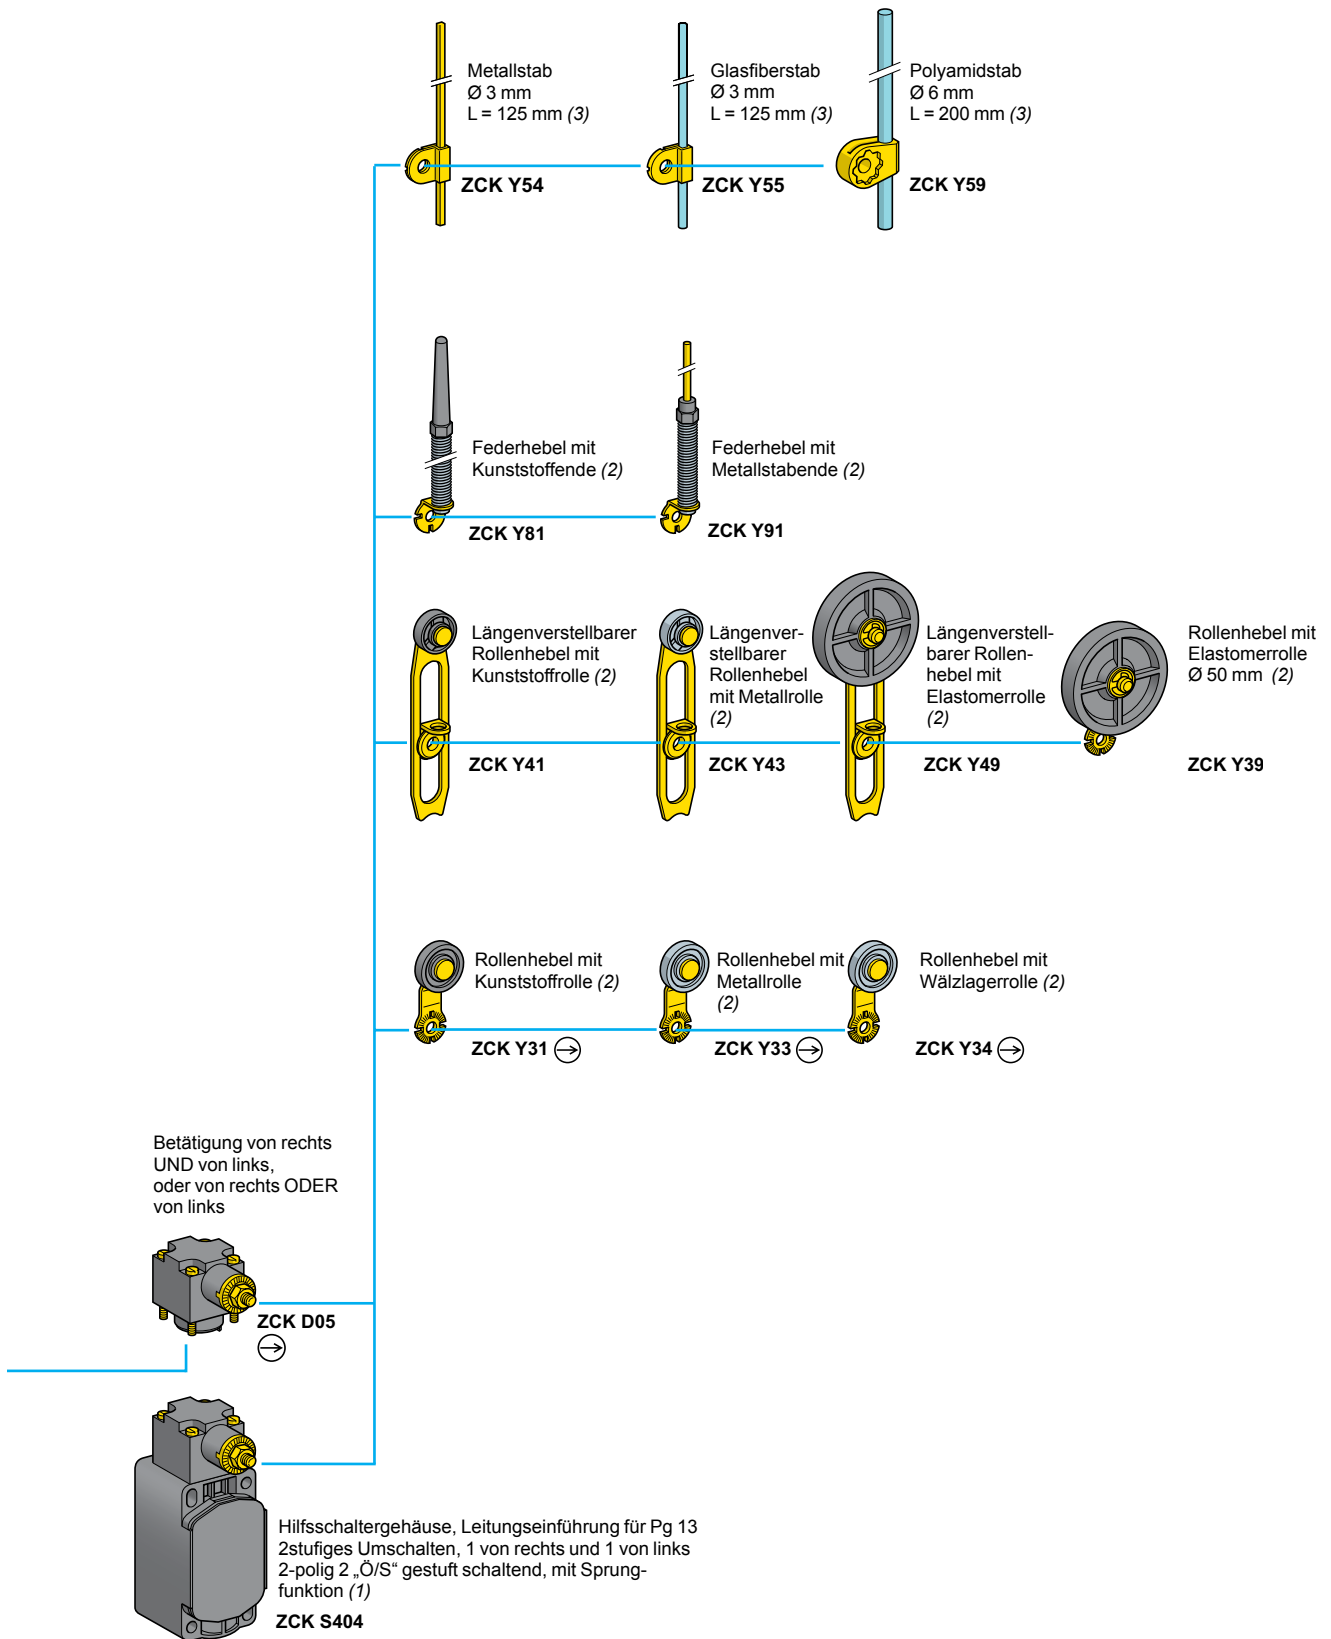 Metallstab
Ø 3 mm
L = 125 mm (3)
ZCK Y54
Glasfiberstab
Ø 3 mm
L = 125 mm (3)
ZCK Y55
Polyamidstab
Ø 6 mm
L = 200 mm (3)
ZCK Y59
Federhebel mit
Kunststoffende (2)
ZCK Y81
Federhebel mit
Metallstabende (2)
ZCK Y91
Längenverstellbarer
Rollenhebel mit
Kunststoffrolle (2)
ZCK Y41
Längenver-
stellbarer
Rollenhebel
mit Metallrolle
(2)
ZCK Y43
Längenverstell-
barer Rollen-
hebel mit
Elastomerrolle
(2)
ZCK Y49
Rollenhebel mit
Elastomerrolle
Ø 50 mm (2)
ZCK Y39
Rollenhebel mit
Kunststoffrolle (2)
ZCK Y31
Rollenhebel mit
Metallrolle
(2)
ZCK Y33
Rollenhebel mit
Wälzlagerrolle (2)
ZCK Y34
Betätigung von rechts
UND von links,
oder von rechts ODER
von links
ZCK D05
Hilfsschaltergehäuse, Leitungseinführung für Pg 13
2stufiges Umschalten, 1 von rechts und 1 von links
2-polig 2 „Ö/S“ gestuft schaltend, mit Sprung-
funktion (1)
ZCK S404